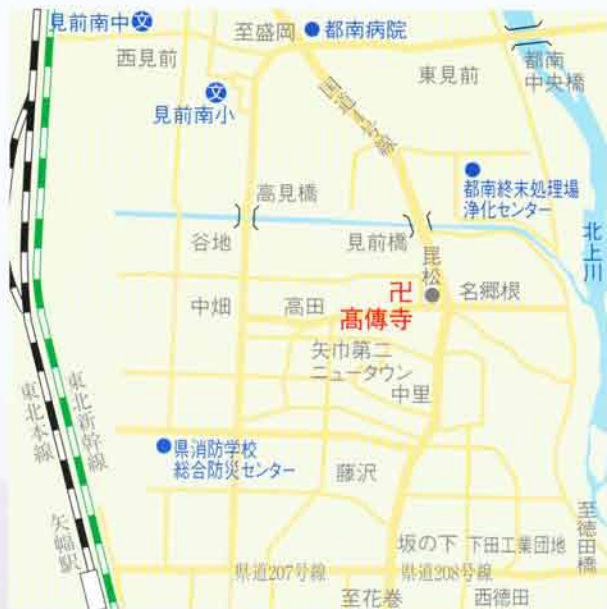 見前南中 文
至盛岡
都南病院
西見前
東見前
都南
中央橋
文
見前南小
国道4号線
高見橋
都南終末処理場
浄化センター
谷地
見前橋
北上川
昆松
卍
名郷根
中畑
高田
髙傳寺
矢巾第二
ニュータウン
中里
東北本線
東北新幹線
県消防学校
総合防災センター
藤沢
矢幅駅
坂の下
下田工業団地
至徳田橋
県道207号線
県道208号線
至花巻
西徳田